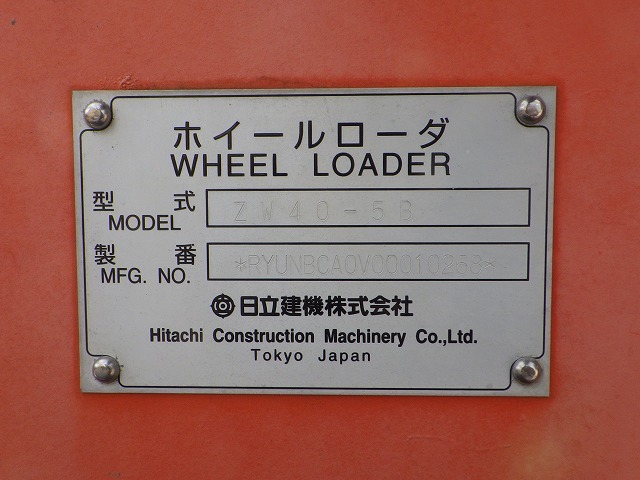 ホイールローダ
WHEEL LOADER
型式 ZW40-5B
MODEL
製番 *RYUNBCA0VC0010258*
MFG. NO.
日立建機株式会社
Hitachi Construction Machinery Co.,Ltd.
Tokyo Japan